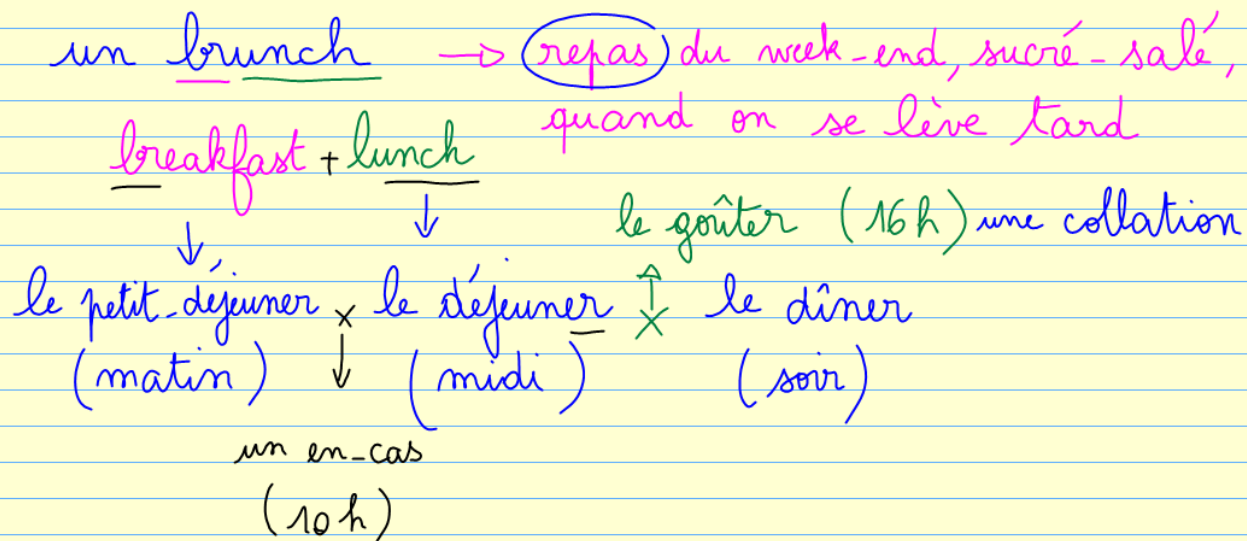 un brunch → repas du week-end, sucré-salé,
quand on se lève tard
breakfast + lunch
le goûter (16h) une collation
le petit-déjeuner x le déjeuner x le dîner
(matin) (midi) (soir)
un en-cas
(10h)